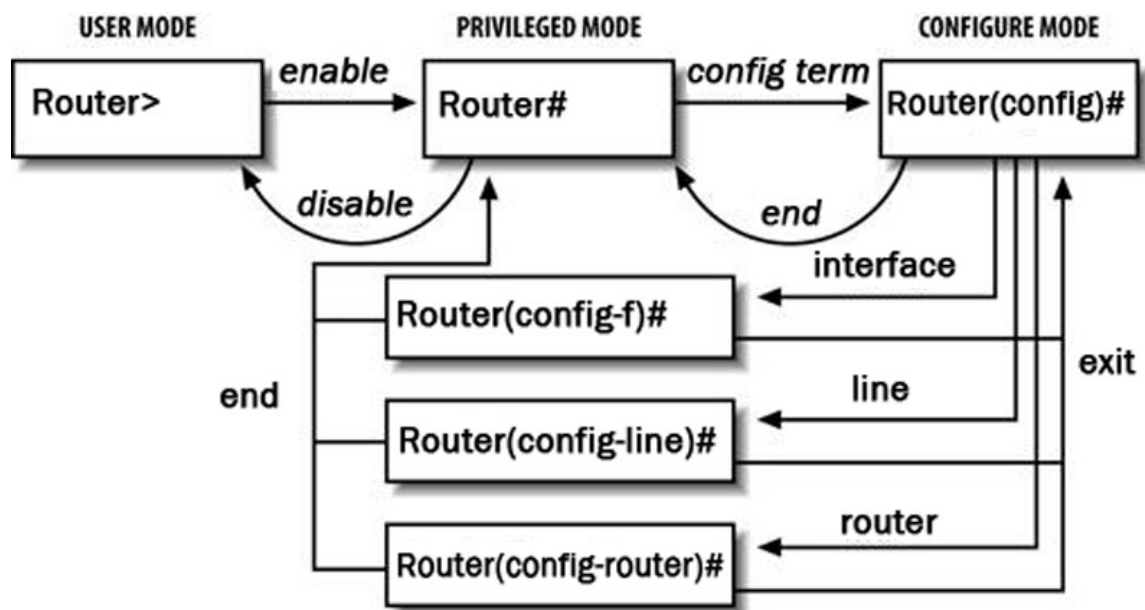 USER MODE
PRIVILEGED MODE
CONFIGURE MODE
Router>
enable
Router#
config term
Router(config)#
disable
end
interface
Router(config-f)#
exit
end
line
Router(config-line)#
router
Router(config-router)#